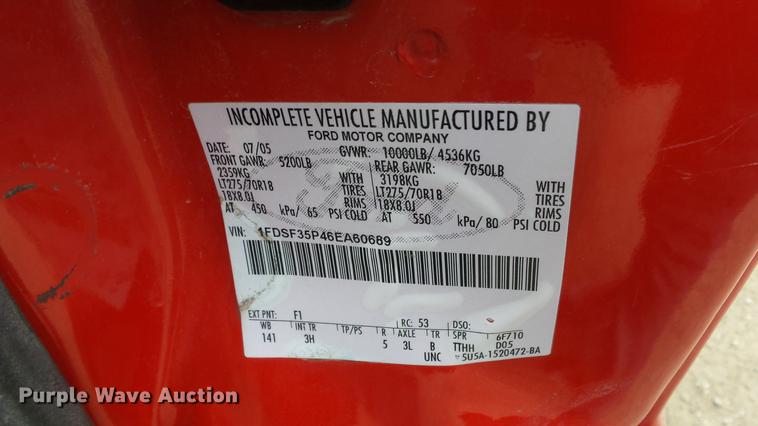 INCOMPLETE VEHICLE MANUFACTURED BY
FORD MOTOR COMPANY
DATE: 07/05 GVWR: 10000LB/ 4536KG
FRONT GAWR: 5200LB REAR GAWR: 7050LB
2359KG WITH 3198KG WITH
LT275/70R18 TIRES LT275/70R18 TIRES
18X8.0J RIMS 18X8.0J RIMS
AT 450 kPa/ 65 PSI COLD AT 550 kPa/ 80 PSI COLD
VIN: 1FDSF35P46EA60689
EXT PNT: F1 RC: 53 DSO:
WB INT TR TP/PS R AXLE TR SPR 6F710
141 3H 5 3L B TTHH D05
UNC 5U5A-1520472-BA
Purple Wave Auction